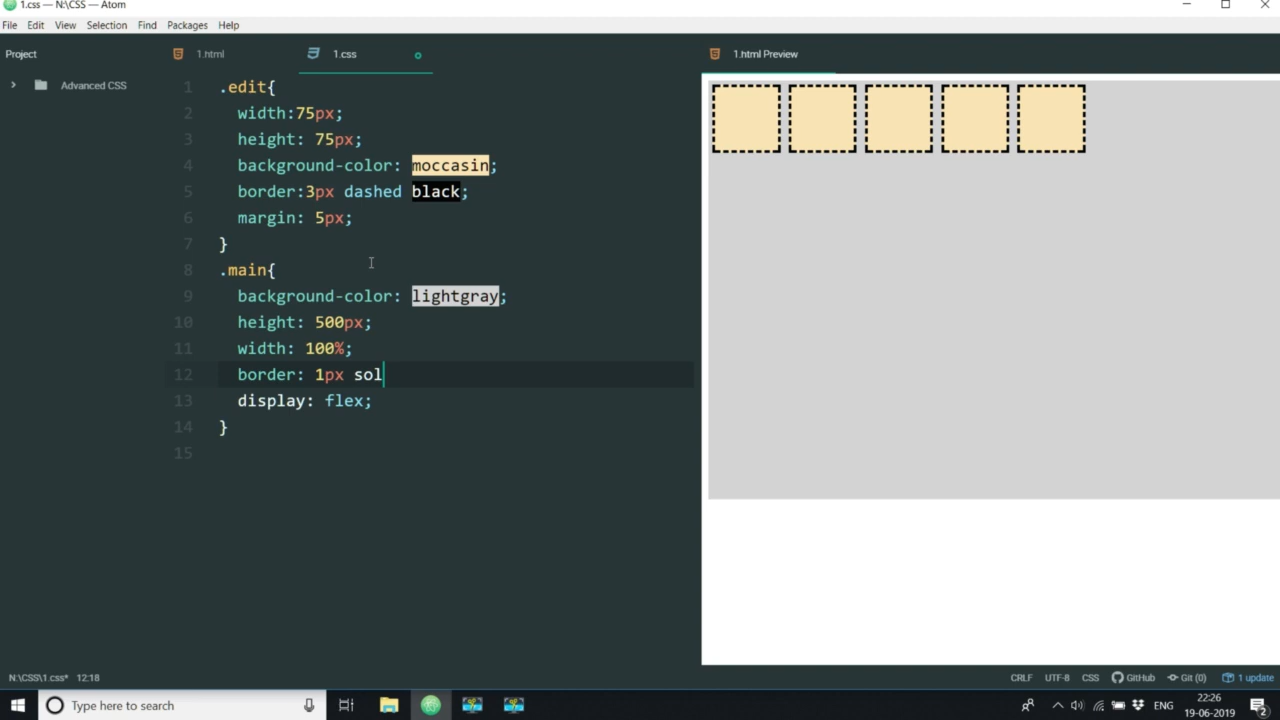 1.css — N:\CSS — Atom
File Edit View Selection Find Packages Help
Project
1.html
1.css
1.html Preview
Advanced CSS
1 .edit{
2 width:75px;
3 height: 75px;
4 background-color: moccasin;
5 border:3px dashed black;
6 margin: 5px;
7 }
8 .main{
9 background-color: lightgray;
10 height: 500px;
11 width: 100%;
12 border: 1px sol
13 display: flex;
14 }
15
N:\CSS\1.css* 12:18
CRLF UTF-8 CSS GitHub Git (0) 1 update
Type here to search
ENG
22:26
19-06-2019
2